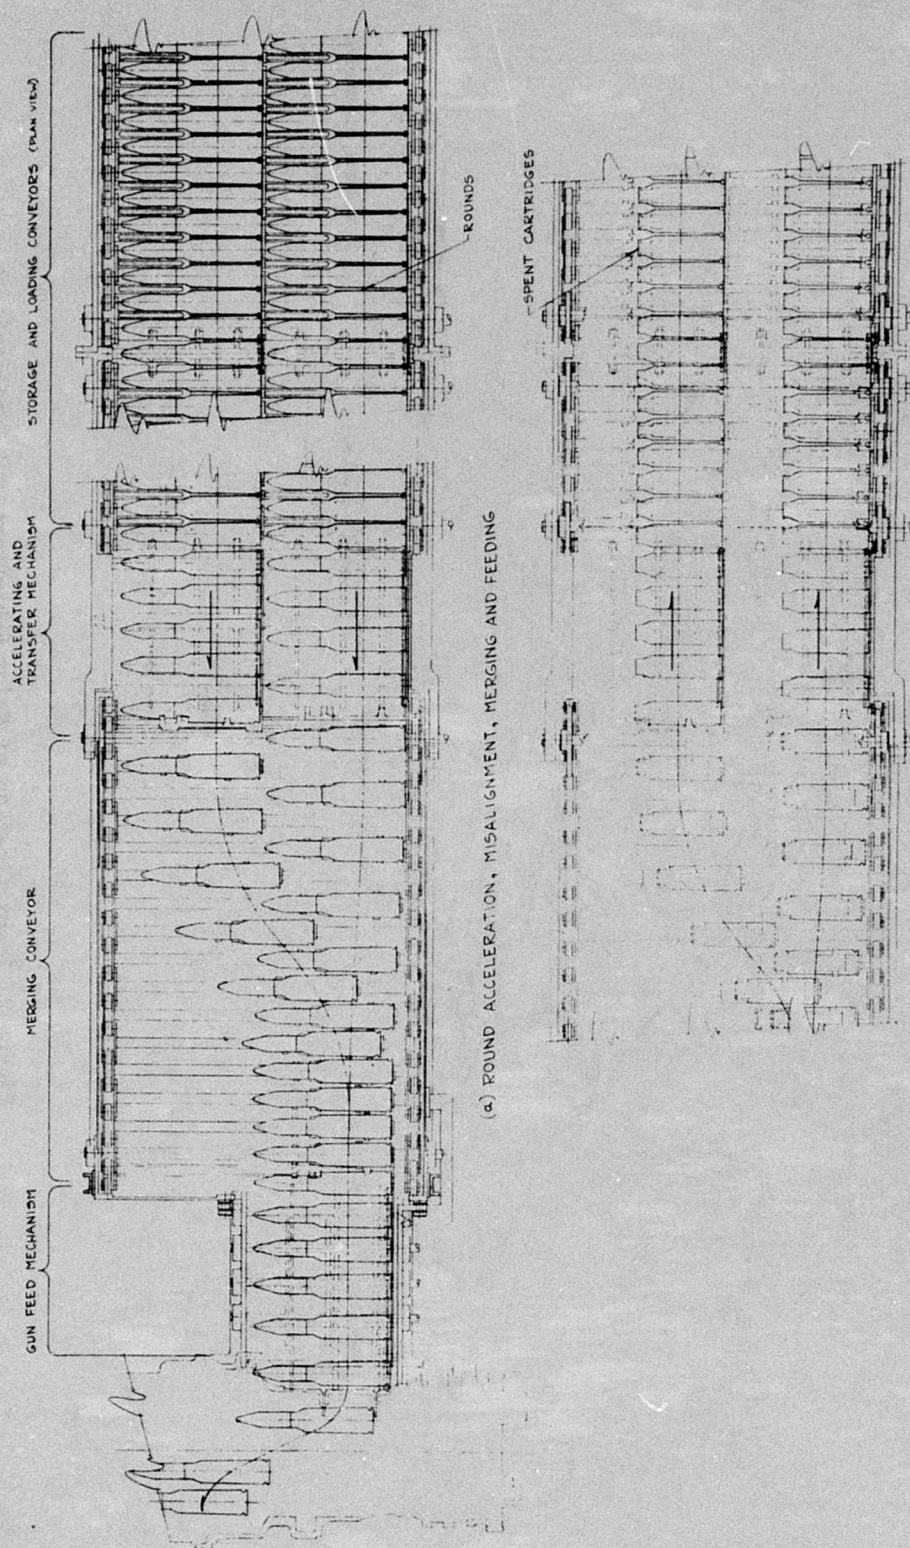 STORAGE AND LOADING CONVEYORS (PLAN VIEW)
ACCELERATING AND
TRANSFER MECHANISM
MERGING CONVEYOR
GUN FEED MECHANISM
ROUNDS
(a) ROUND ACCELERATION, MISALIGNMENT, MERGING AND FEEDING
SPENT CARTRIDGES